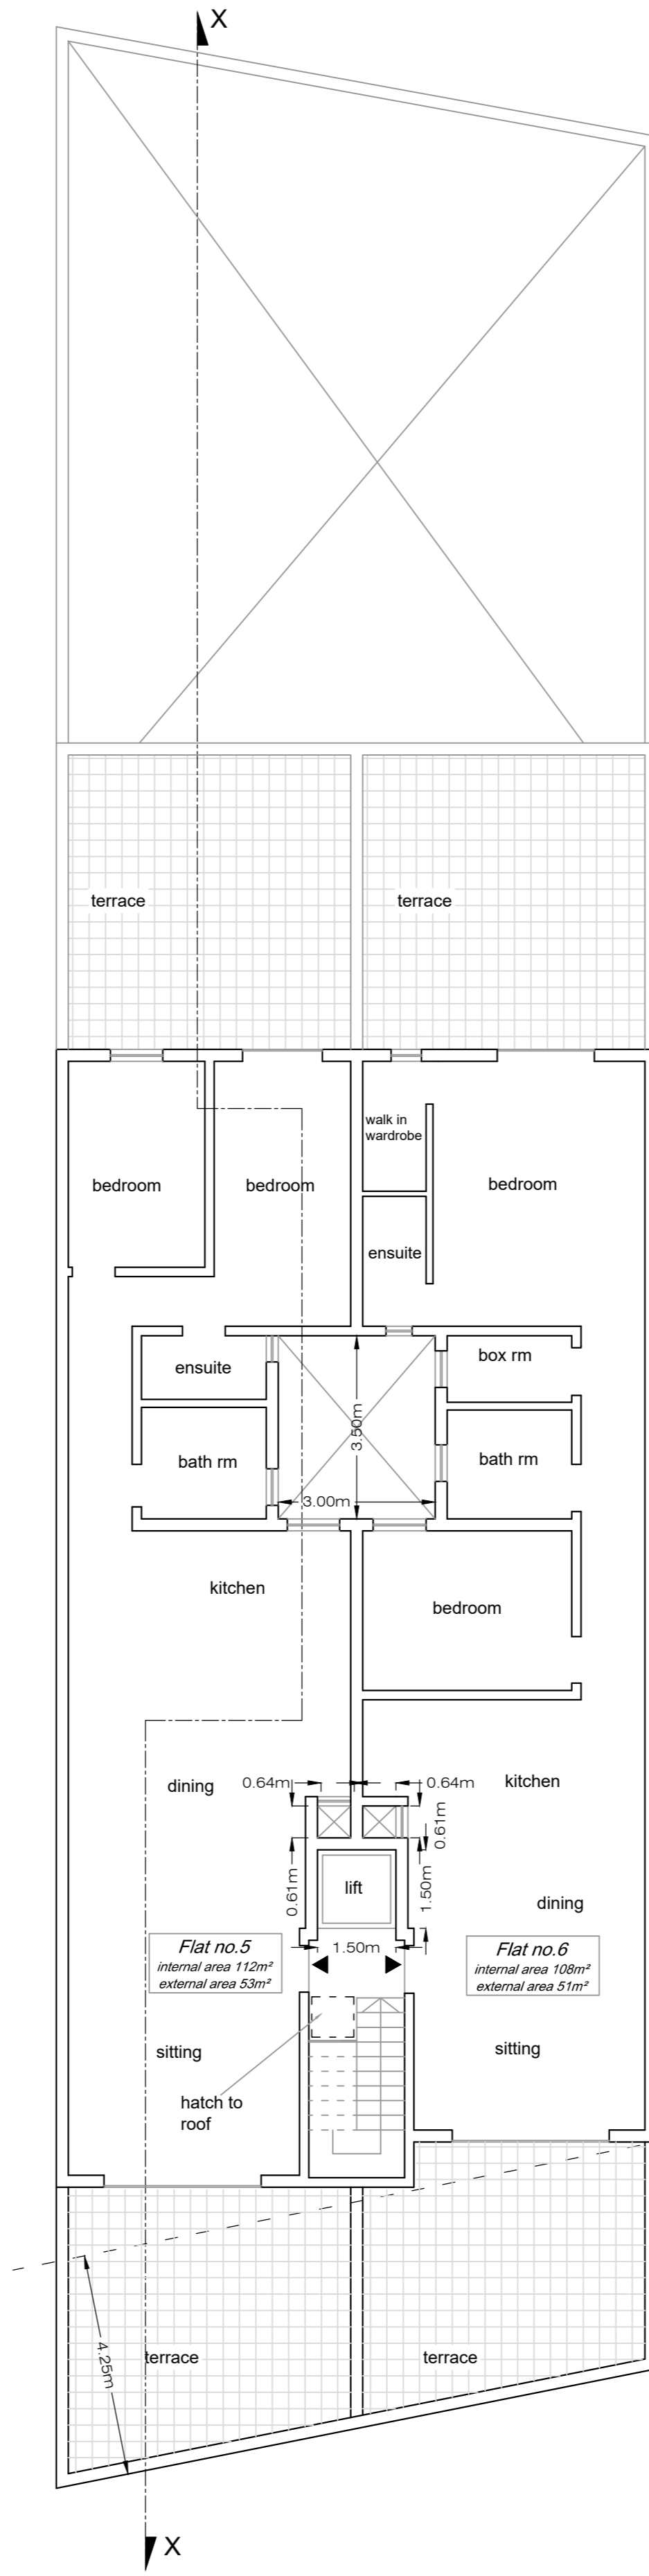 X
terrace
terrace
walk in
wardrobe
bedroom
bedroom
bedroom
ensuite
ensuite
box rm
3.50m
bath rm
bath rm
3.00m
kitchen
bedroom
0.64m
0.64m
dining
kitchen
0.61m
0.61m
lift
1.50m
dining
1.50m
Flat no.5
internal area 112m²
external area 53m²
Flat no.6
internal area 108m²
external area 51m²
sitting
sitting
hatch to
roof
4.25m
terrace
terrace
X